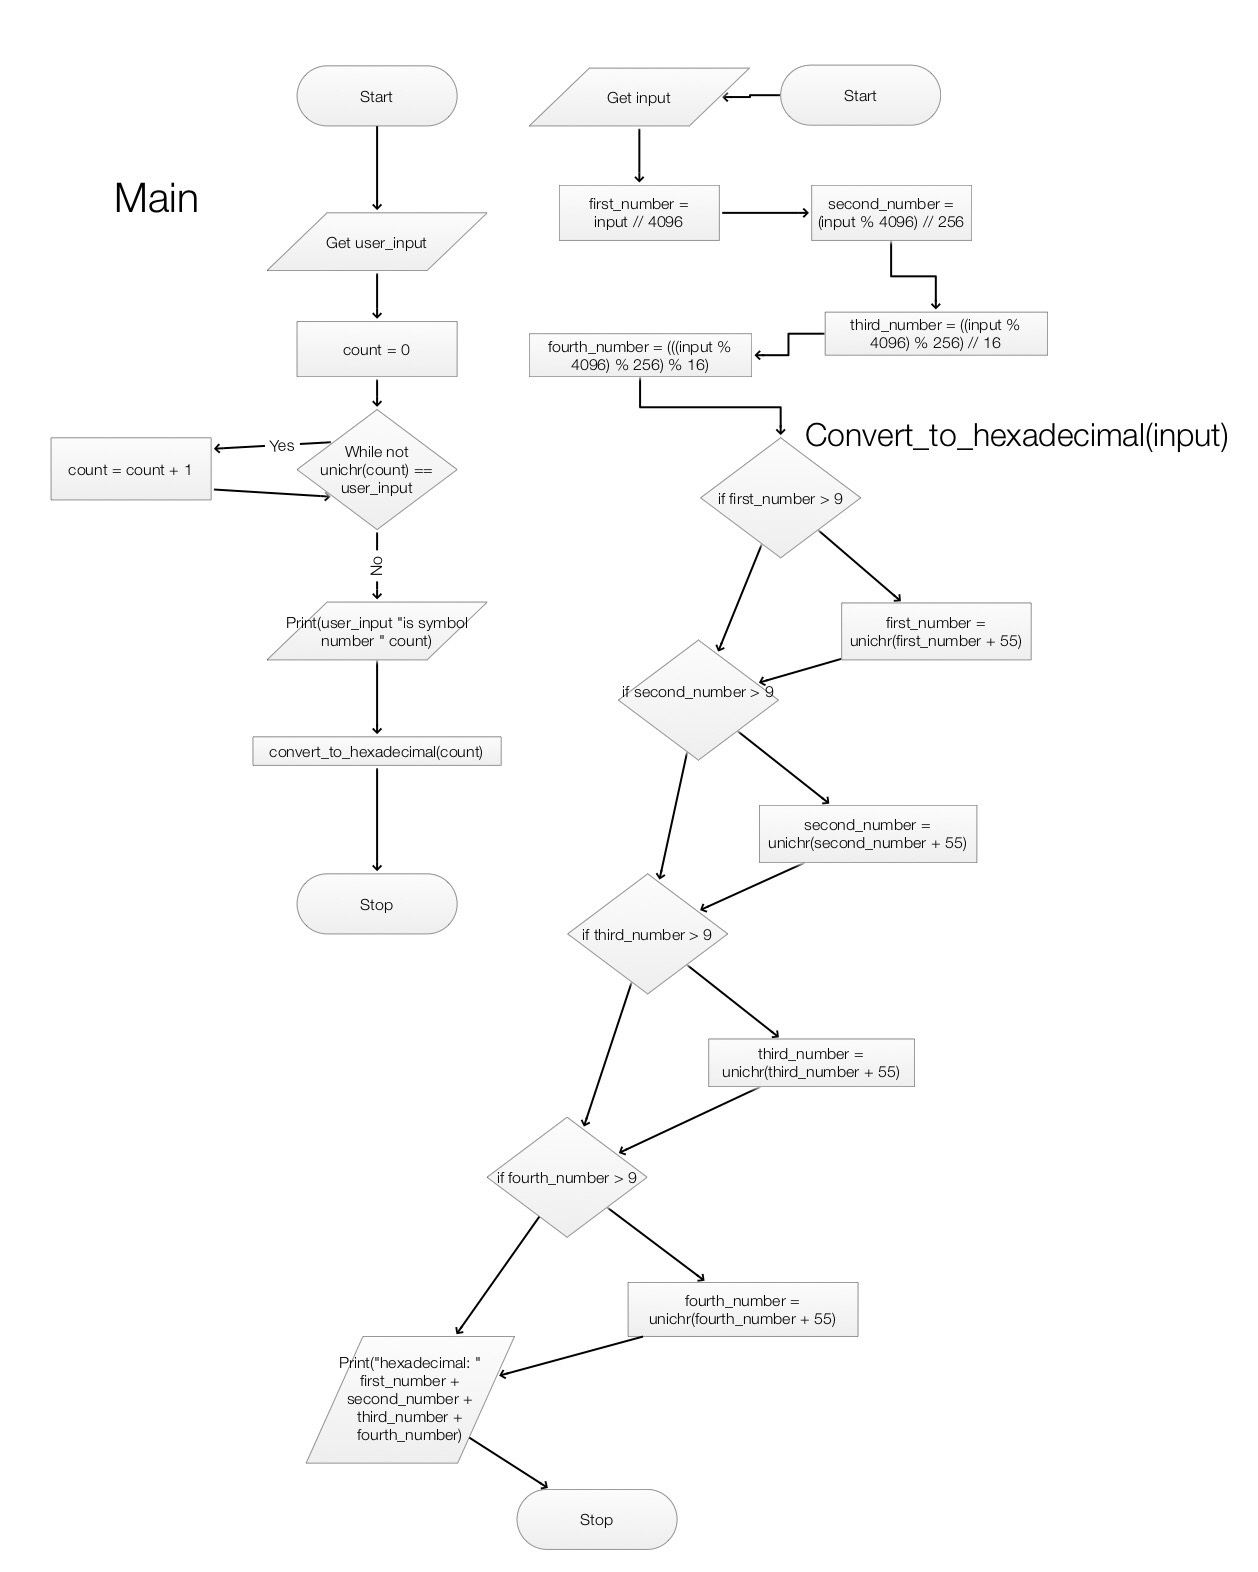 Main
Start
Get user_input
count = 0
While not
unichr(count) ==
user_input
Yes
count = count + 1
No
Print(user_input "is symbol
number " count)
convert_to_hexadecimal(count)
Stop
Convert_to_hexadecimal(input)
Start
Get input
first_number =
input // 4096
second_number =
(input % 4096) // 256
third_number = ((input %
4096) % 256) // 16
fourth_number = (((input %
4096) % 256) % 16)
if first_number > 9
first_number =
unichr(first_number + 55)
if second_number > 9
second_number =
unichr(second_number + 55)
if third_number > 9
third_number =
unichr(third_number + 55)
if fourth_number > 9
fourth_number =
unichr(fourth_number + 55)
Print("hexadecimal: "
first_number +
second_number +
third_number +
fourth_number)
Stop